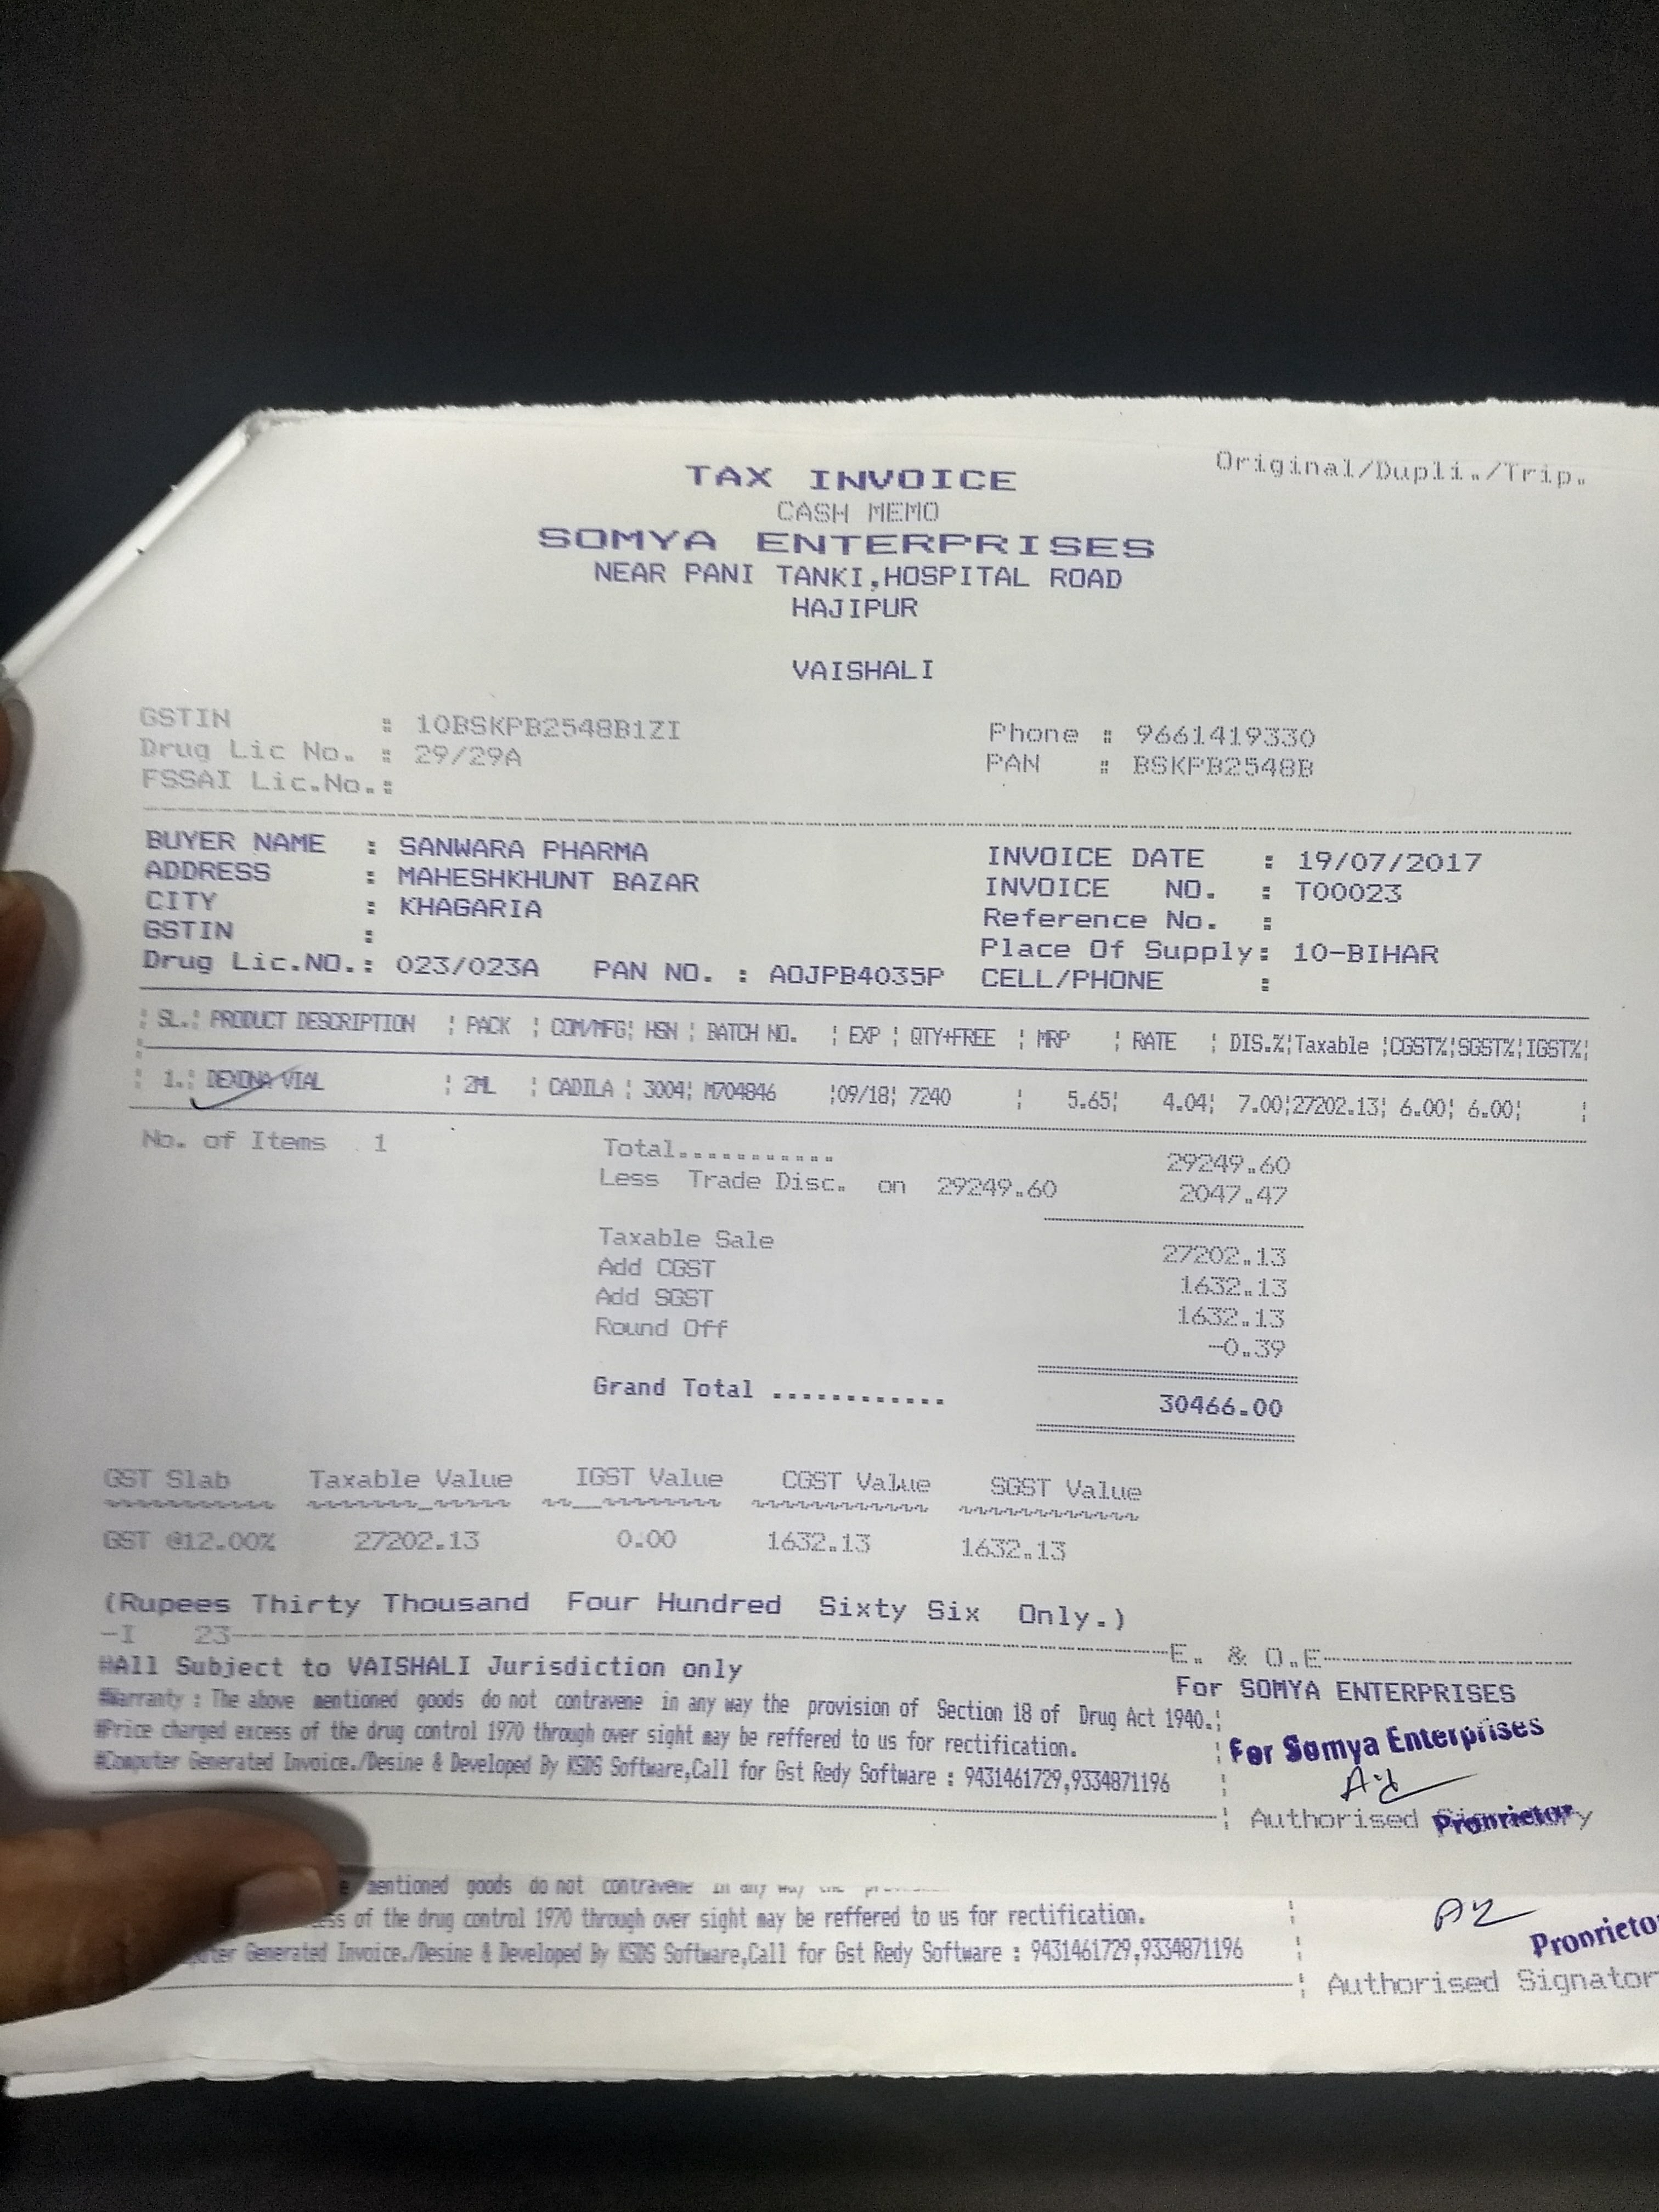 Original/Dupli./Trip.
TAX INVOICE
CASH MEMO
SOMYA ENTERPRISES
NEAR PANI TANKI,HOSPITAL ROAD
HAJIPUR
VAISHALI
GSTIN : 10BSKPB2548B1ZI Phone : 9661419330
Drug Lic No. : 29/29A PAN : BSKPB2548B
FSSAI Lic.No.:
BUYER NAME : SANWARA PHARMA INVOICE DATE : 19/07/2017
ADDRESS : MAHESHKHUNT BAZAR INVOICE NO. : T00023
CITY : KHAGARIA Reference No. :
GSTIN : Place Of Supply: 10-BIHAR
Drug Lic.NO.: 023/023A PAN NO. : AOJPB4035P CELL/PHONE :
SL. PRODUCT DESCRIPTION PACK COM/MFG HSN BATCH NO. EXP QTY+FREE MRP RATE DIS.% Taxable CGST% SGST% IGST%
1. DEXONA VIAL 2ML CADILA 3004 M704846 09/18 7240 5.65 4.04 7.00 27202.13 6.00 6.00
No. of Items 1 Total........... 29249.60
Less Trade Disc. on 29249.60 2047.47
Taxable Sale 27202.13
Add CGST 1632.13
Add SGST 1632.13
Round Off -0.39
Grand Total ............ 30466.00
GST Slab Taxable Value IGST Value CGST Value SGST Value
GST @12.00% 27202.13 0.00 1632.13 1632.13
(Rupees Thirty Thousand Four Hundred Sixty Six Only.)
-I 23 E. & O.E
#All Subject to VAISHALI Jurisdiction only For SOMYA ENTERPRISES
#Warranty : The above mentioned goods do not contravene in any way the provision of Section 18 of Drug Act 1940.
#Price charged excess of the drug control 1970 through over sight may be reffered to us for rectification. For Somya Enterprises
#Computer Generated Invoice./Desine & Developed By KSDS Software,Call for Gst Redy Software : 9431461729,9334871196
Authorised Signatory Proprietor
mentioned goods do not contravene in any way the
of the drug control 1970 through over sight may be reffered to us for rectification.
Generated Invoice./Desine & Developed By KSDS Software,Call for Gst Redy Software : 9431461729,9334871196
Proprieto
Authorised Signator